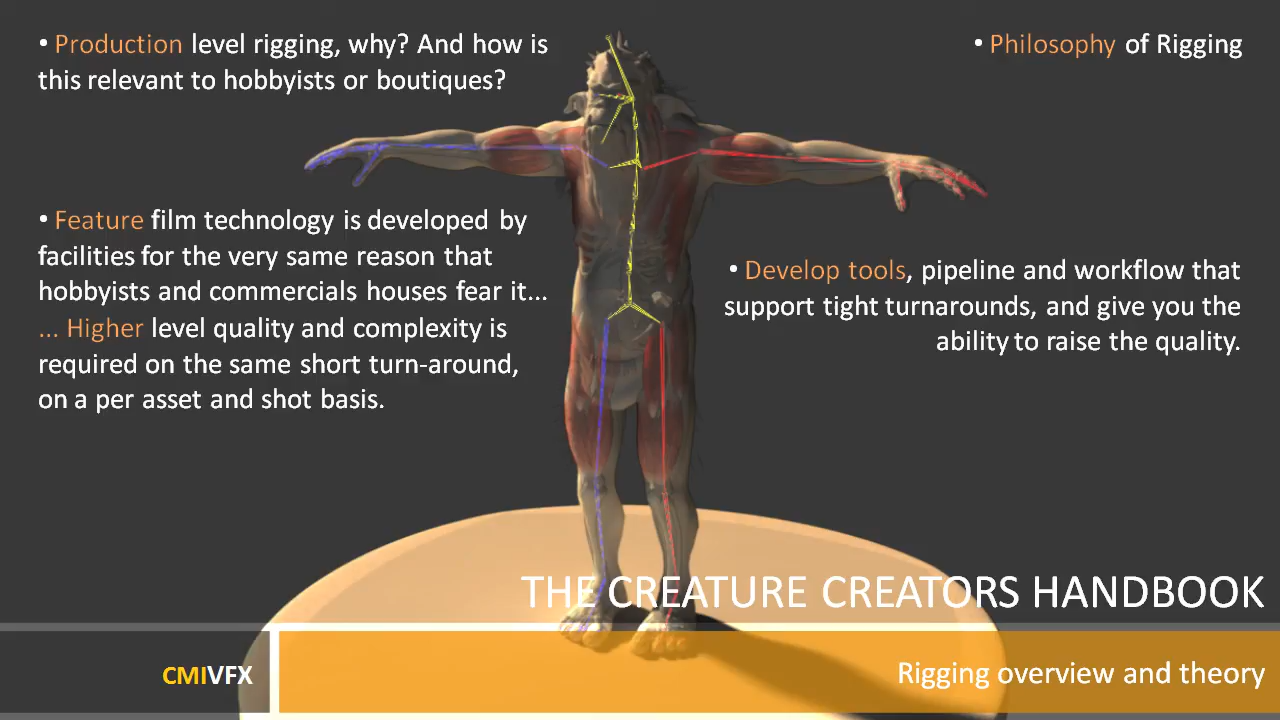 • Production level rigging, why? And how is
this relevant to hobbyists or boutiques?
• Feature film technology is developed by
facilities for the very same reason that
hobbyists and commercials houses fear it...
... Higher level quality and complexity is
required on the same short turn-around,
on a per asset and shot basis.
• Philosophy of Rigging
• Develop tools, pipeline and workflow that
support tight turnarounds, and give you the
ability to raise the quality.
THE CREATURE CREATORS HANDBOOK
CMIVFX
Rigging overview and theory